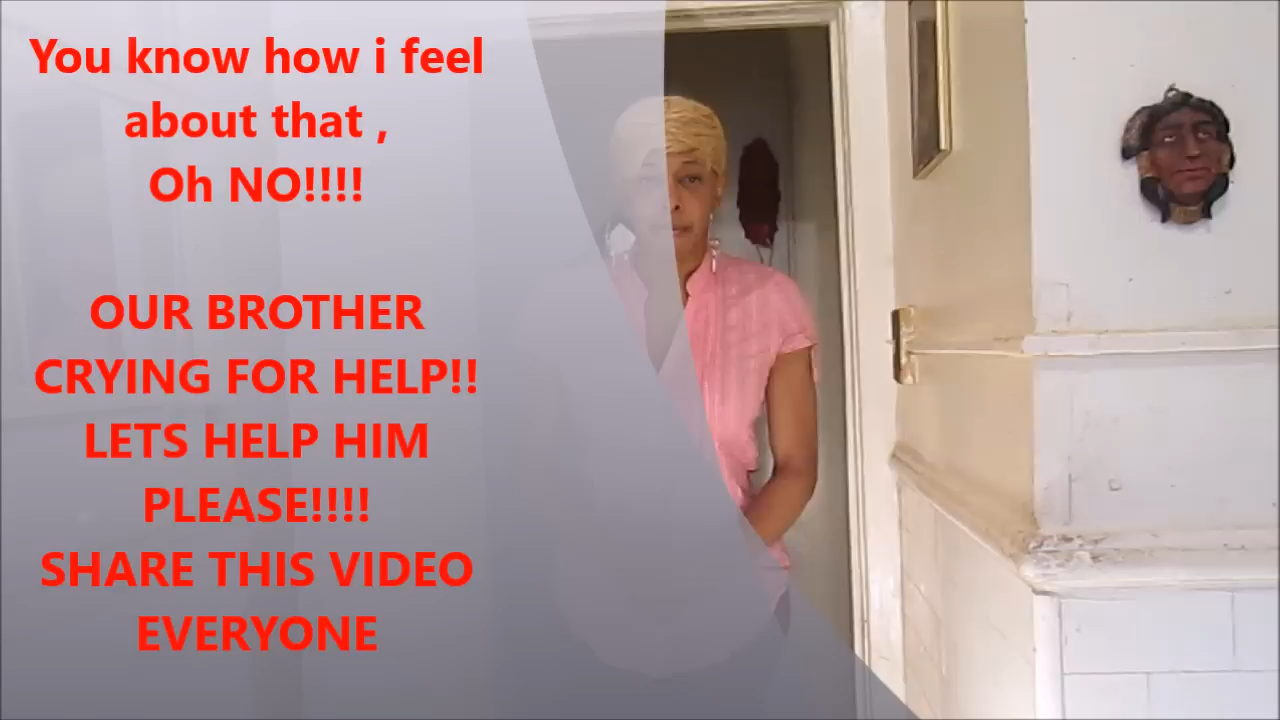 You know how i feel
about that ,
Oh NO!!!!
OUR BROTHER
CRYING FOR HELP!!
LETS HELP HIM
PLEASE!!!!
SHARE THIS VIDEO
EVERYONE